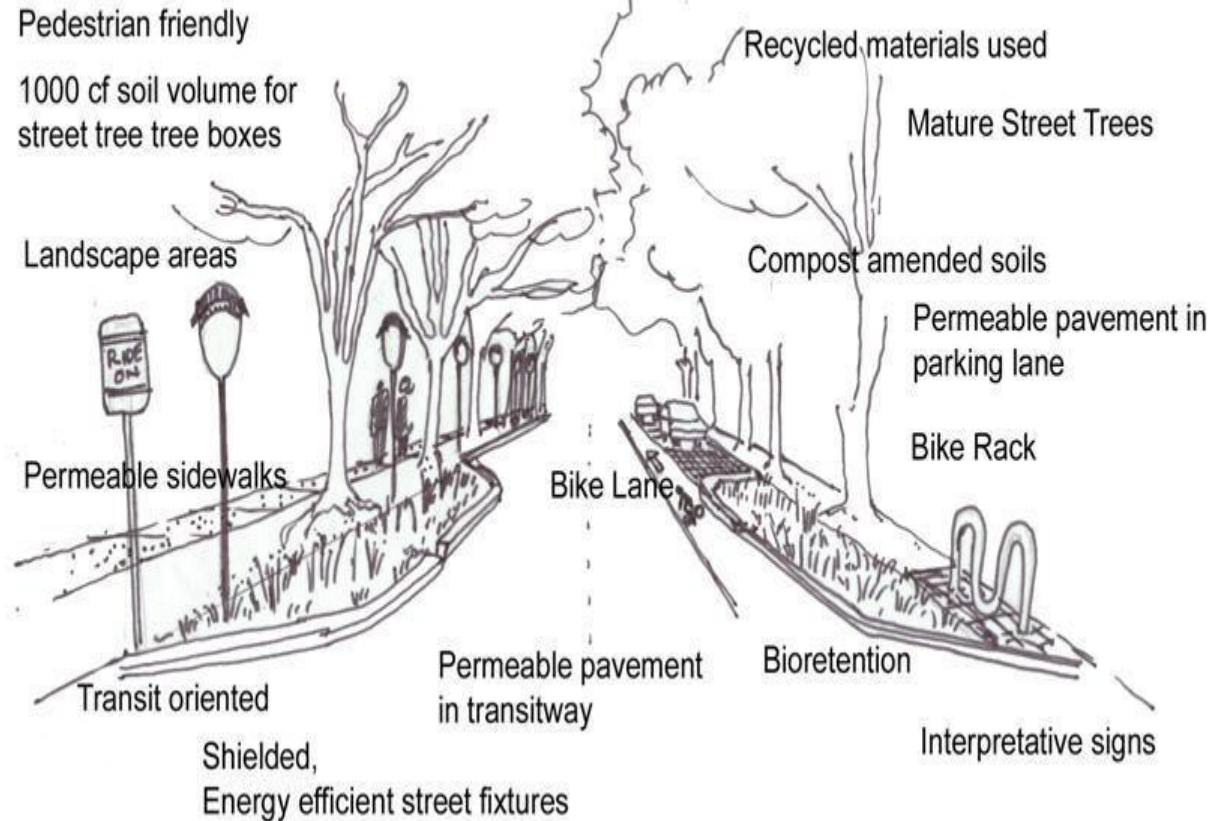 Pedestrian friendly
1000 cf soil volume for
street tree tree boxes
Landscape areas
RIDE
ON
Permeable sidewalks
Transit oriented
Shielded,
Energy efficient street fixtures
Permeable pavement
in transitway
Bike Lane
Recycled materials used
Mature Street Trees
Compost amended soils
Permeable pavement in
parking lane
Bike Rack
Bioretention
Interpretative signs